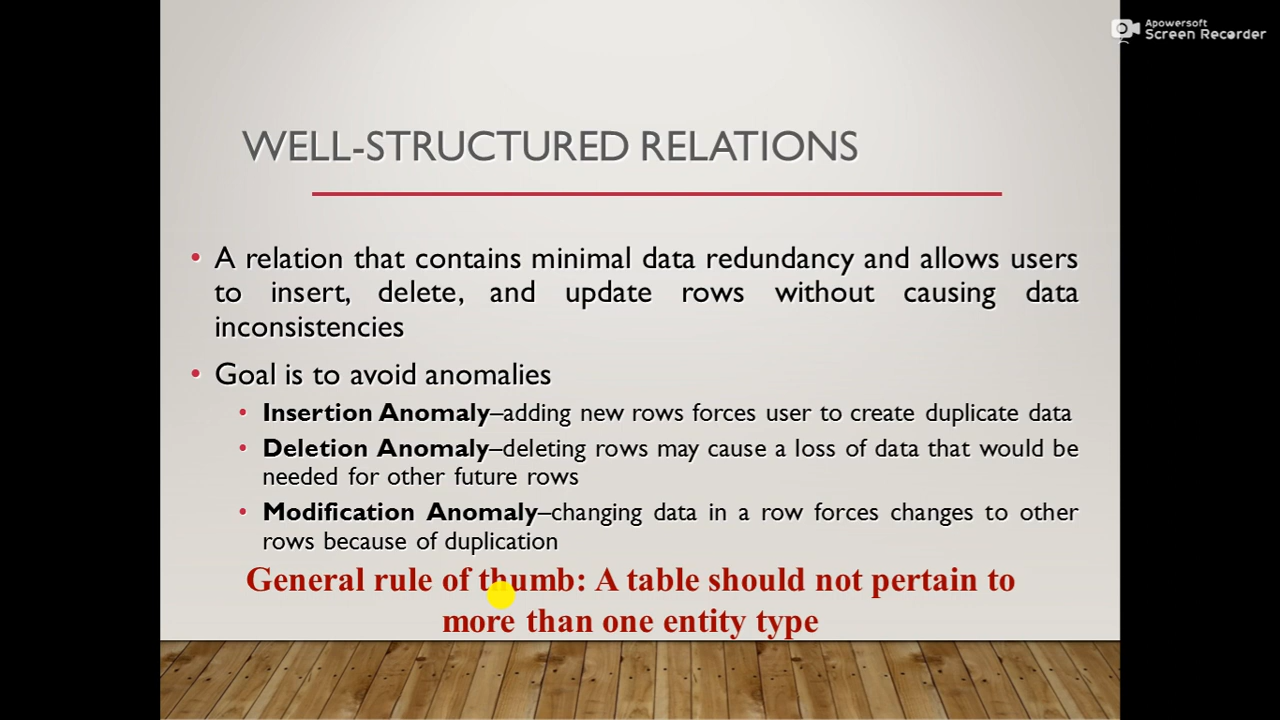 Apowersoft
Screen Recorder
WELL-STRUCTURED RELATIONS
• A relation that contains minimal data redundancy and allows users
to insert, delete, and update rows without causing data
inconsistencies
• Goal is to avoid anomalies
• Insertion Anomaly–adding new rows forces user to create duplicate data
• Deletion Anomaly–deleting rows may cause a loss of data that would be
needed for other future rows
• Modification Anomaly–changing data in a row forces changes to other
rows because of duplication
General rule of thumb: A table should not pertain to
more than one entity type